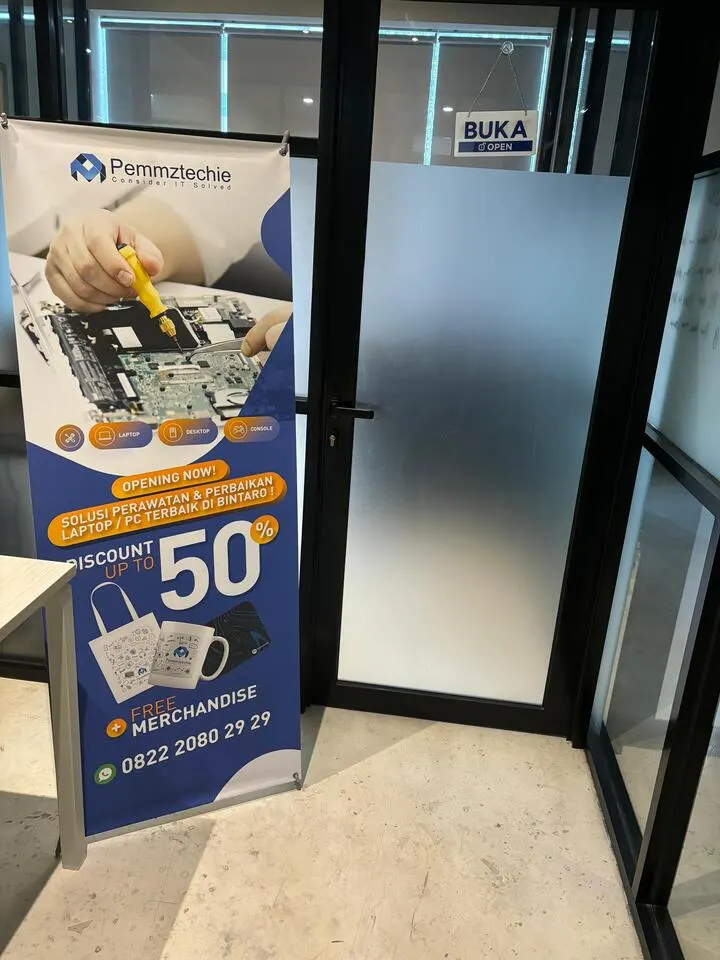 Pemmztechie
Consider IT Solved
LAPTOP
DESKTOP
CONSOLE
OPENING NOW!
SOLUSI PERAWATAN & PERBAIKAN
LAPTOP / PC TERBAIK DI BINTARO !
DISCOUNT
UP TO
50%
FREE
MERCHANDISE
0822 2080 29 29
BUKA
OPEN